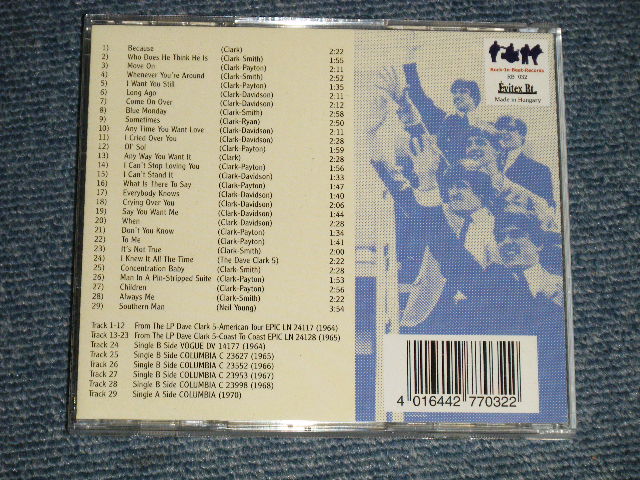 1) Because (Clark) 2:22
2) Who Does He Think He Is (Clark-Smith) 1:55
3) Move On (Clark-Payton) 2:11
4) Whenever You're Around (Clark-Smith) 2:52
5) I Want You Still (Clark-Payton) 1:35
6) Long Ago (Clark-Davidson) 2:11
7) Come On Over (Clark-Davidson) 2:12
8) Blue Monday (Clark-Smith) 2:58
9) Sometimes (Clark-Ryan) 2:50
10) Any Time You Want Love (Clark-Davidson) 2:11
11) I Cried Over You (Clark-Davidson) 2:28
12) Ol' Sol (Clark-Payton) 1:59
13) Any Way You Want It (Clark) 2:28
14) I Can't Stop Loving You (Clark-Payton) 1:56
15) I Can't Stand It (Clark-Davidson) 1:33
16) What Is There To Say (Clark-Payton) 1:47
17) Everybody Knows (Clark-Davidson) 1:40
18) Crying Over You (Clark-Davidson) 2:06
19) Say You Want Me (Clark-Davidson) 1:44
20) When (Clark-Davidson) 2:28
21) Don't You Know (Clark-Payton) 1:34
22) To Me (Clark-Payton) 1:41
23) It's Not True (Clark-Smith) 2:00
24) I Knew It All The Time (The Dave Clark 5) 2:22
25) Concentration Baby (Clark-Smith) 2:28
26) Man In A Pin-Stripped Suite (Clark-Payton) 1:53
27) Children (Clark-Payton) 2:56
28) Always Me (Clark-Smith) 2:22
29) Southern Man (Neil Young) 3:54
Track 1-12 From The LP Dave Clark 5-American Tour EPIC LN 24117 (1964)
Track 13-23 From The LP Dave Clark 5-Coast To Coast EPIC LN 24128 (1965)
Track 24 Single B Side VOGUE DV 14177 (1964)
Track 25 Single B Side COLUMBIA C 23627 (1965)
Track 26 Single B Side COLUMBIA C 23552 (1966)
Track 27 Single B Side COLUMBIA C 23953 (1967)
Track 28 Single B Side COLUMBIA C 23998 (1968)
Track 29 Single A Side COLUMBIA (1970)
Rock-In-Beat-Records
RB 032
Évitex Bt.
Made in Hungary
4 016442 770322